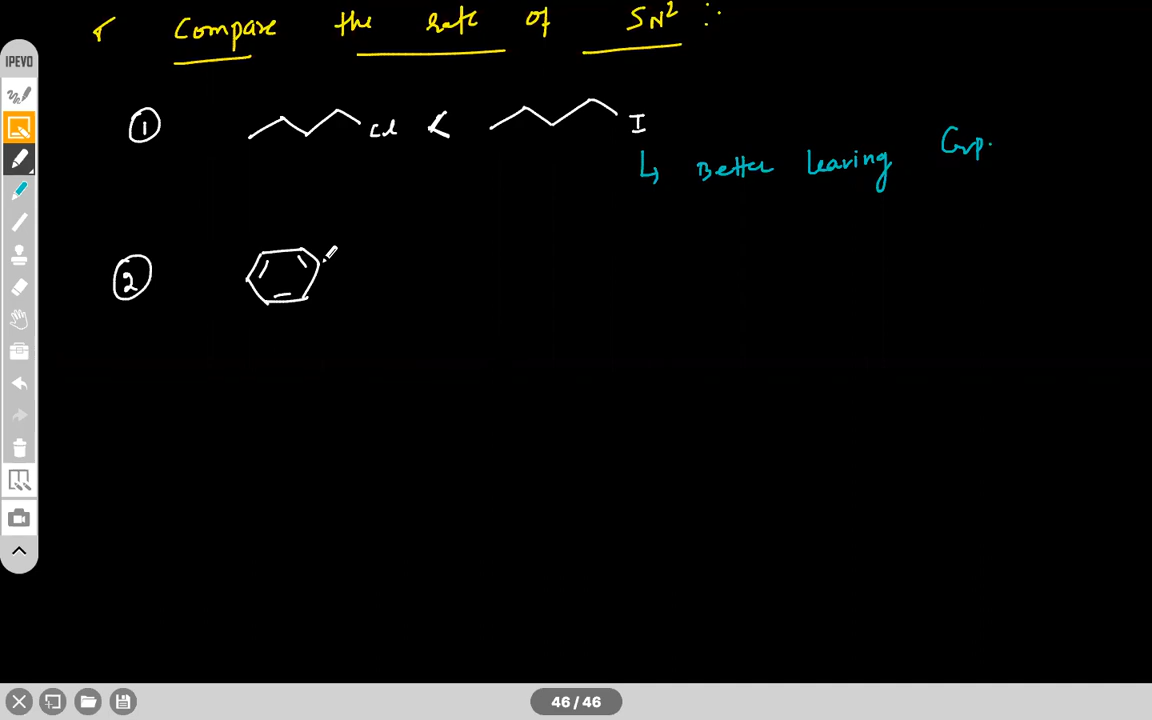 Compare the rate of SN²
① Cl < I
↳ Better leaving Grp.
②
IPEVO
46 / 46